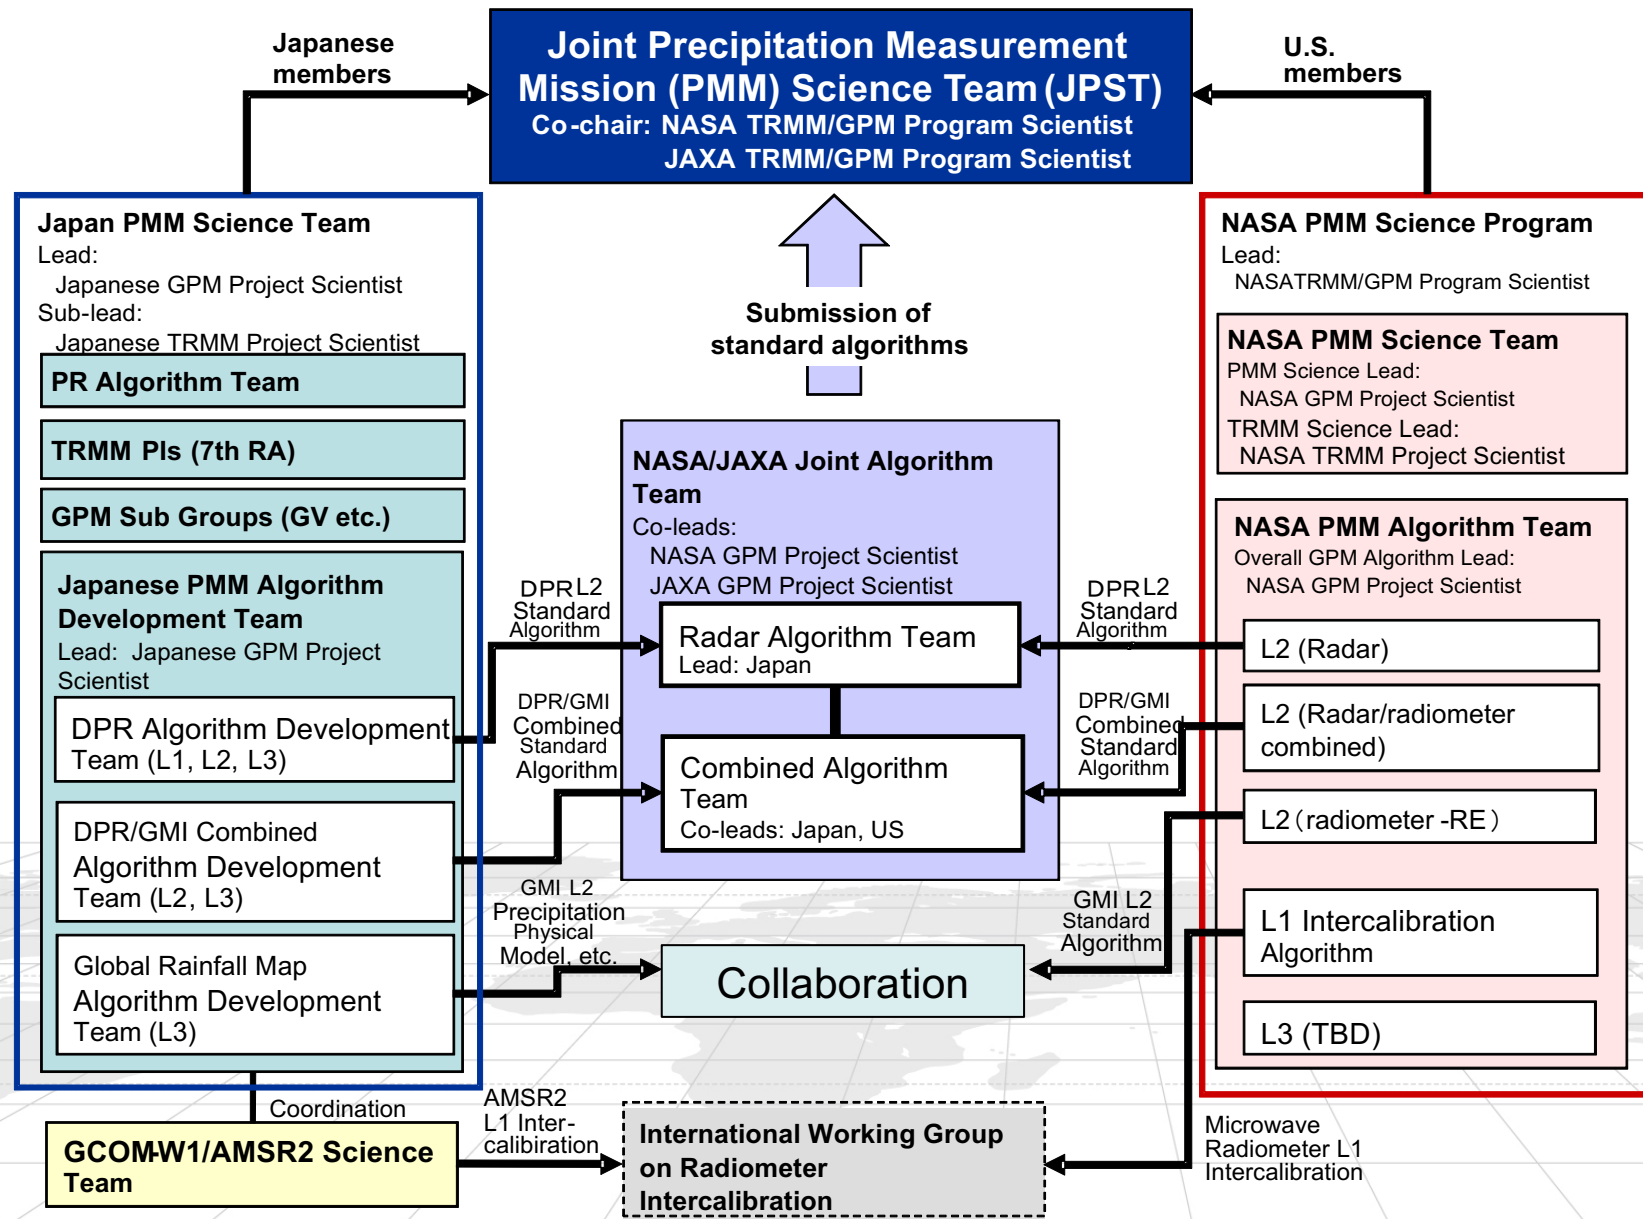 Joint Precipitation Measurement
Mission (PMM) Science Team (JPST)
Co-chair: NASA TRMM/GPM Program Scientist
JAXA TRMM/GPM Program Scientist
Japanese
members
U.S.
members
Japan PMM Science Team
Lead:
Japanese GPM Project Scientist
Sub-lead:
Japanese TRMM Project Scientist
PR Algorithm Team
TRMM PIs (7th RA)
GPM Sub Groups (GV etc.)
Japanese PMM Algorithm
Development Team
Lead: Japanese GPM Project
Scientist
DPR Algorithm Development
Team (L1, L2, L3)
DPR/GMI Combined
Algorithm Development
Team (L2, L3)
Global Rainfall Map
Algorithm Development
Team (L3)
Coordination
GCOM-W1/AMSR2 Science
Team
Submission of
standard algorithms
DPR L2
Standard
Algorithm
DPR/GMI
Combined
Standard
Algorithm
GMI L2
Precipitation
Physical
Model, etc.
AMSR2
L1 Inter-
calibiration
NASA/JAXA Joint Algorithm
Team
Co-leads:
NASA GPM Project Scientist
JAXA GPM Project Scientist
Radar Algorithm Team
Lead: Japan
Combined Algorithm
Team
Co-leads: Japan, US
Collaboration
International Working Group
on Radiometer
Intercalibration
DPR L2
Standard
Algorithm
DPR/GMI
Combined
Standard
Algorithm
GMI L2
Standard
Algorithm
Microwave
Radiometer L1
Intercalibration
NASA PMM Science Program
Lead:
NASATRMM/GPM Program Scientist
NASA PMM Science Team
PMM Science Lead:
NASA GPM Project Scientist
TRMM Science Lead:
NASA TRMM Project Scientist
NASA PMM Algorithm Team
Overall GPM Algorithm Lead:
NASA GPM Project Scientist
L2 (Radar)
L2 (Radar/radiometer
combined)
L2（radiometer -RE）
L1 Intercalibration
Algorithm
L3 (TBD)